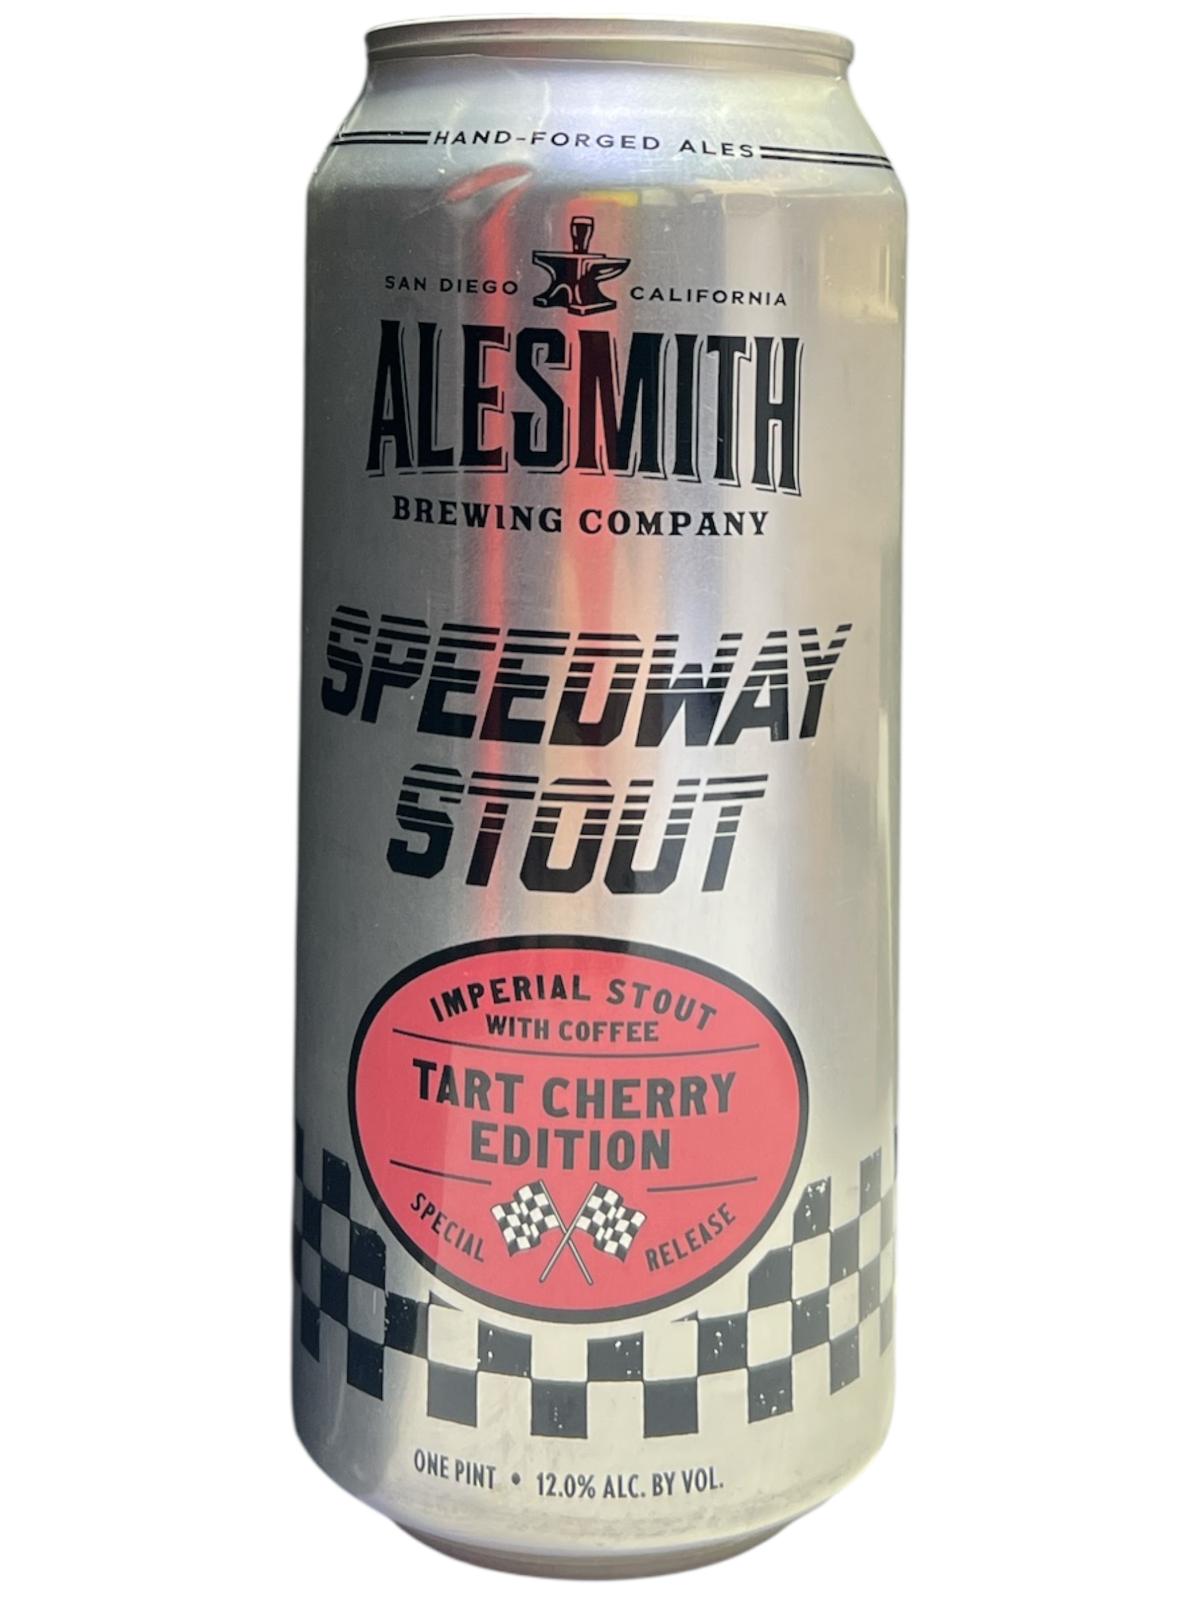 HAND-FORGED ALES
SAN DIEGO CALIFORNIA
ALESMITH
BREWING COMPANY
SPEEDWAY
STOUT
IMPERIAL STOUT
WITH COFFEE
TART CHERRY
EDITION
SPECIAL RELEASE
ONE PINT • 12.0% ALC. BY VOL.